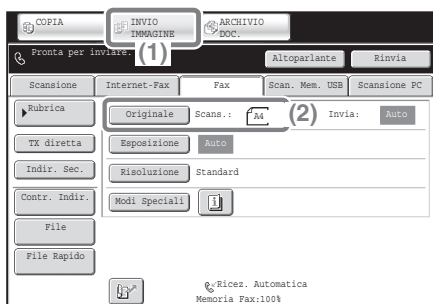 COPIA
INVIO IMMAGINE
ARCHIVIO DOC.
Pronta per inviare.
(1)
Altoparlante
Rinvia
Scansione
Internet-Fax
Fax
Scan. Mem. USB
Scansione PC
Rubrica
Originale
Scans.:
A4
(2)
Invia:
Auto
TX diretta
Esposizione
Auto
Indir. Sec.
Risoluzione
Standard
Contr. Indir.
Modi Speciali
File
File Rapido
Ricez. Automatica
Memoria Fax:100%